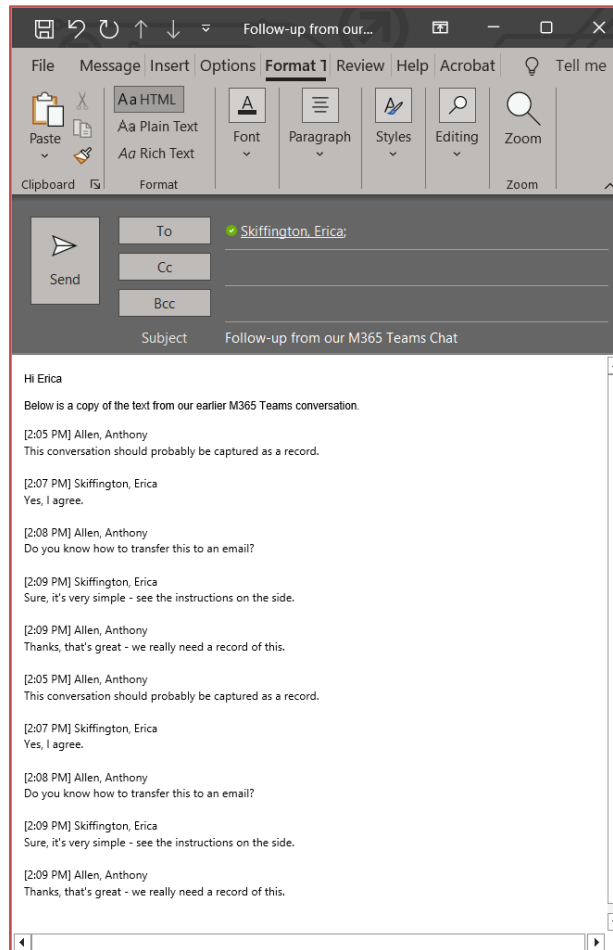 Follow-up from our...
File Message Insert Options Format T Review Help Acrobat Tell me
Paste
Aa HTML
Aa Plain Text
Aa Rich Text
Font
Paragraph
Styles
Editing
Zoom
Clipboard Format Zoom
Send
To Skiffington, Erica;
Cc
Bcc
Subject Follow-up from our M365 Teams Chat
Hi Erica
Below is a copy of the text from our earlier M365 Teams conversation.
[2:05 PM] Allen, Anthony
This conversation should probably be captured as a record.
[2:07 PM] Skiffington, Erica
Yes, I agree.
[2:08 PM] Allen, Anthony
Do you know how to transfer this to an email?
[2:09 PM] Skiffington, Erica
Sure, it's very simple - see the instructions on the side.
[2:09 PM] Allen, Anthony
Thanks, that's great - we really need a record of this.
[2:05 PM] Allen, Anthony
This conversation should probably be captured as a record.
[2:07 PM] Skiffington, Erica
Yes, I agree.
[2:08 PM] Allen, Anthony
Do you know how to transfer this to an email?
[2:09 PM] Skiffington, Erica
Sure, it's very simple - see the instructions on the side.
[2:09 PM] Allen, Anthony
Thanks, that's great - we really need a record of this.